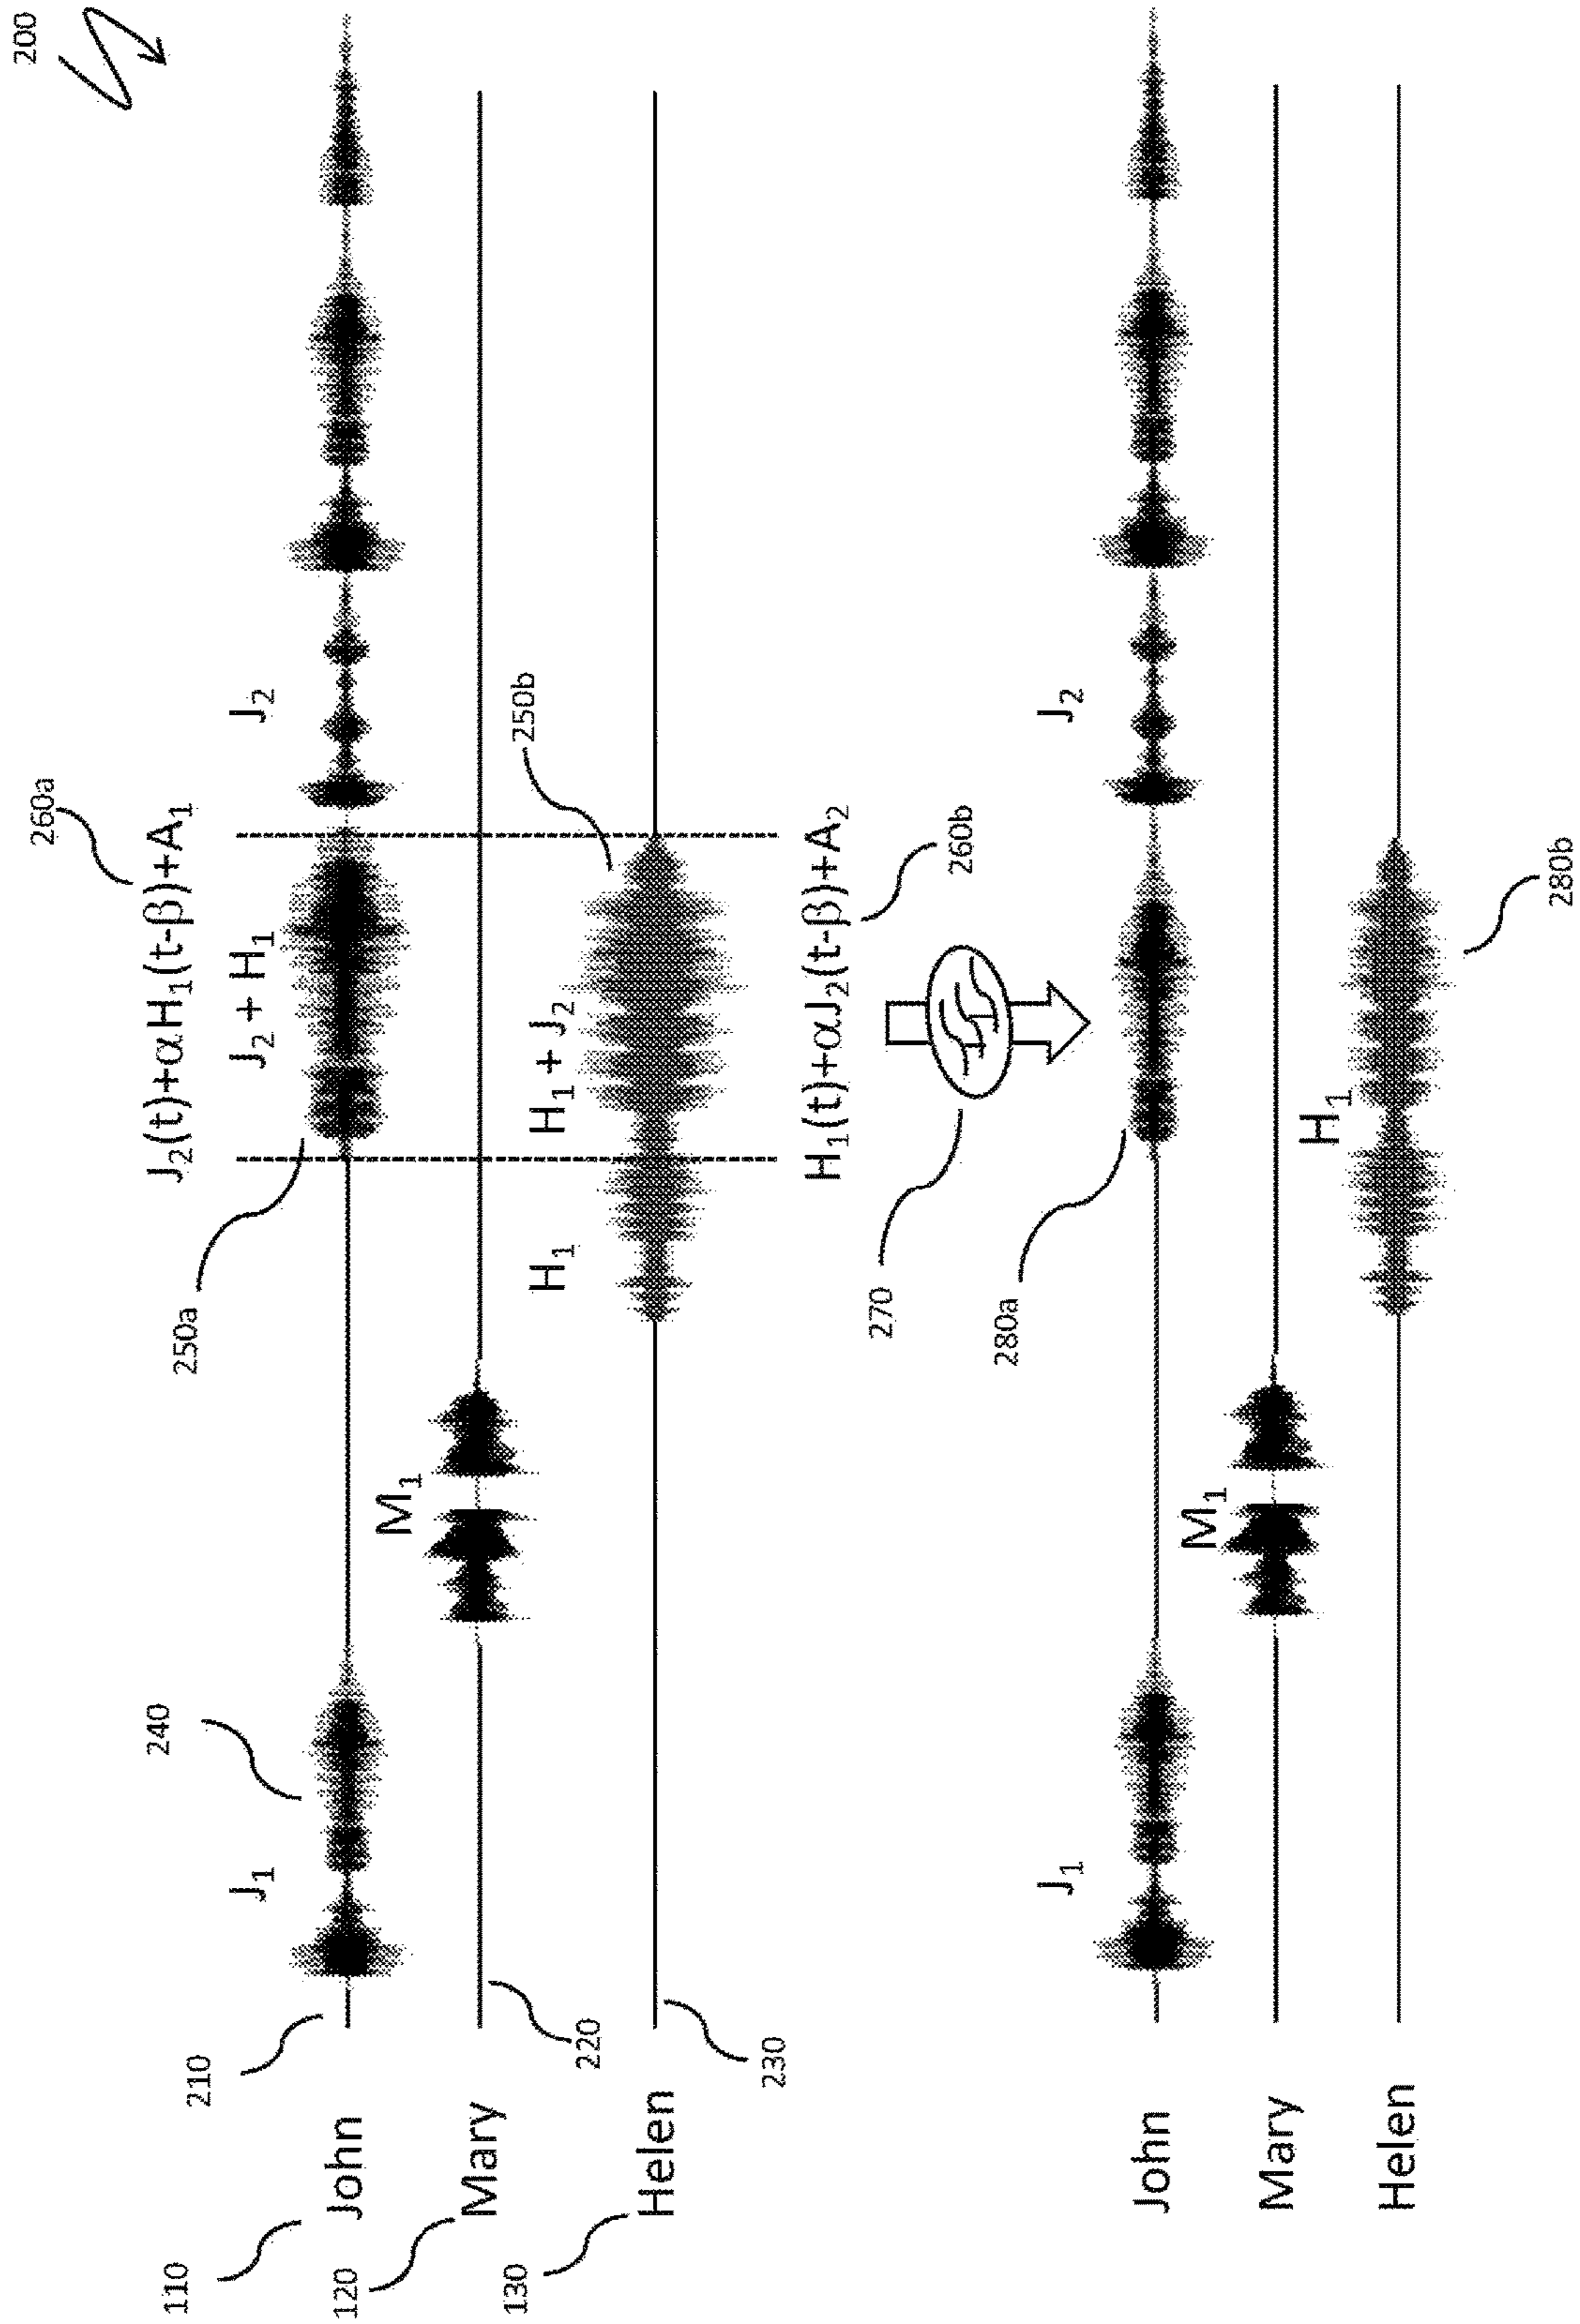 200
260a
J₂(t)+αH₁(t-β)+A₁
J₁
J₂ + H₁
J₂
240
250a
210
110 John
M₁
220
120 Mary
250b
H₁
H₁ + J₂
230
130 Helen
H₁(t)+αJ₂(t-β)+A₂
260b
270
280a
J₁
J₂
John
M₁
Mary
H₁
Helen
280b